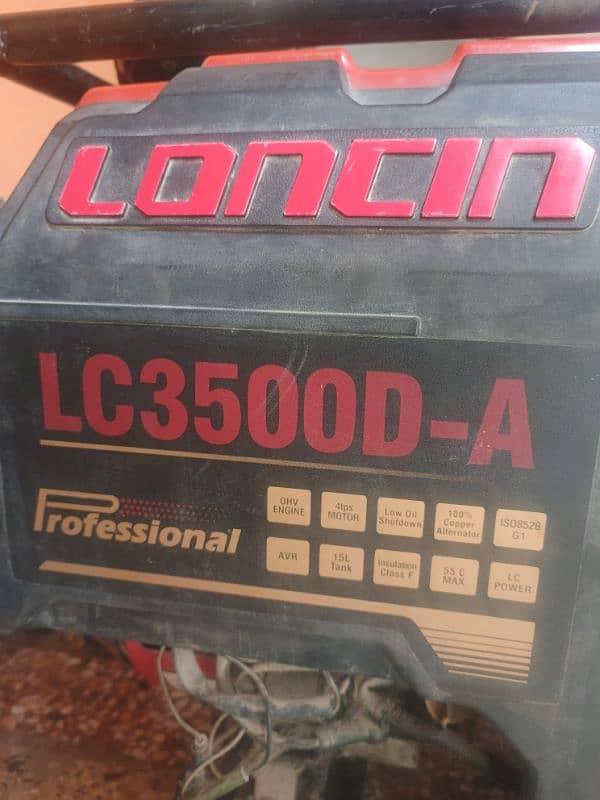 LONCIN
LC3500D-A
Professional
OHV ENGINE
4tps MOTOR
Low Oil Shutdown
100% Copper Alternator
ISO8528 G1
AVR
15L Tank
Insulation Class F
55 C MAX
LC POWER